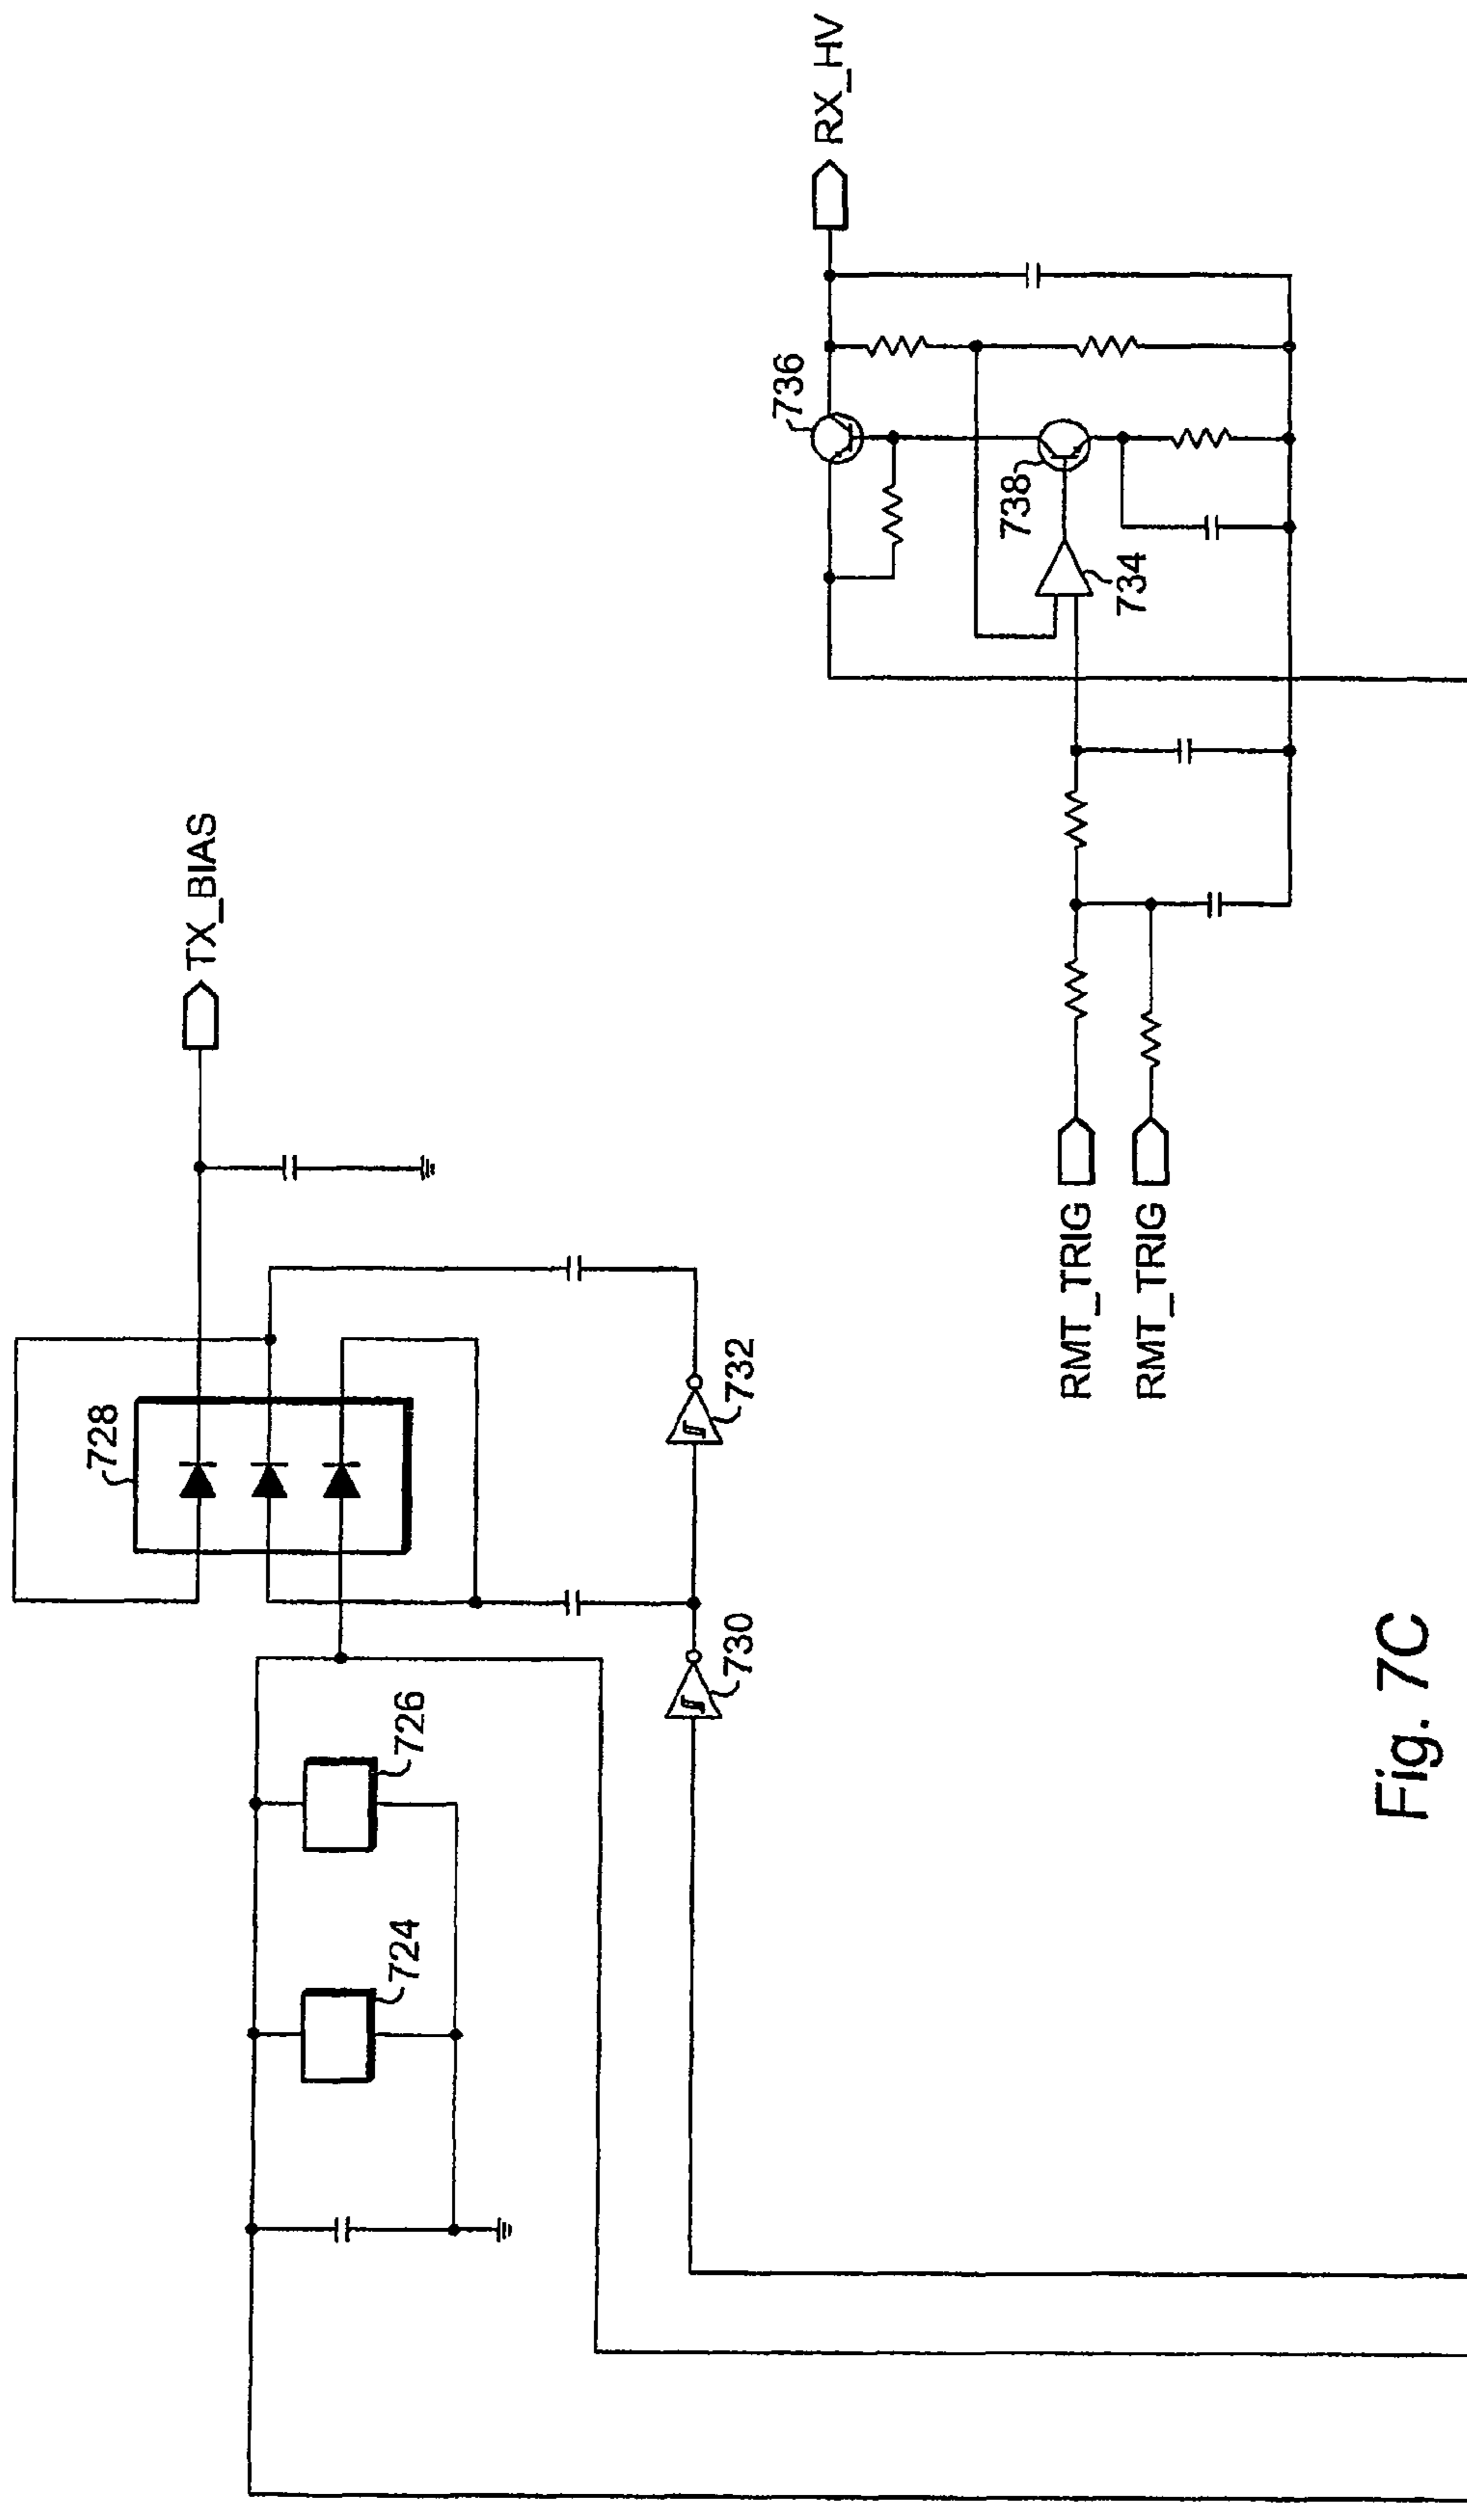 728
TX_BIAS
724
726
730
732
736
RX_HV
738
734
RMT_TRIG
RMT_TRIG
Fig. 7C